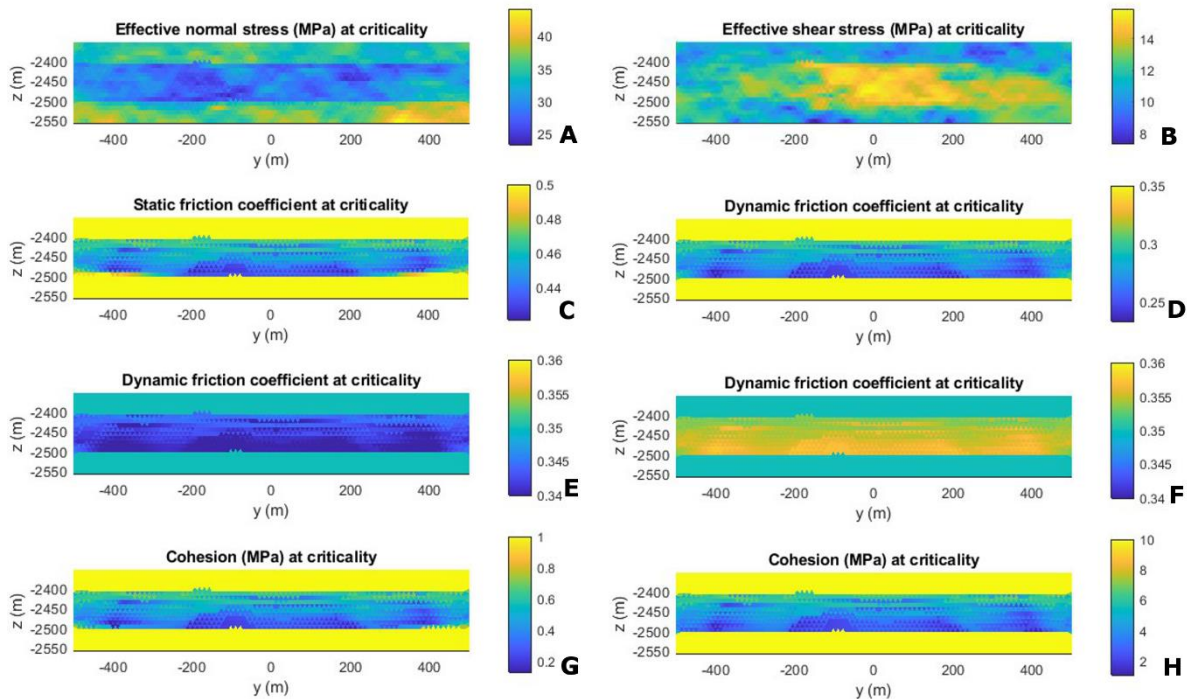 Effective normal stress (MPa) at criticality
z (m)
-2400
-2450
-2500
-2550
-400 -200 0 200 400
y (m)
40
35
30
25
A
Effective shear stress (MPa) at criticality
z (m)
-2400
-2450
-2500
-2550
-400 -200 0 200 400
y (m)
14
12
10
8
B
Static friction coefficient at criticality
z (m)
-2400
-2450
-2500
-2550
-400 -200 0 200 400
y (m)
0.5
0.48
0.46
0.44
C
Dynamic friction coefficient at criticality
z (m)
-2400
-2450
-2500
-2550
-400 -200 0 200 400
y (m)
0.35
0.3
0.25
D
Dynamic friction coefficient at criticality
z (m)
-2400
-2450
-2500
-2550
-400 -200 0 200 400
y (m)
0.36
0.355
0.35
0.345
0.34
E
Dynamic friction coefficient at criticality
z (m)
-2400
-2450
-2500
-2550
-400 -200 0 200 400
y (m)
0.36
0.355
0.35
0.345
0.34
F
Cohesion (MPa) at criticality
z (m)
-2400
-2450
-2500
-2550
-400 -200 0 200 400
y (m)
1
0.8
0.6
0.4
0.2
G
Cohesion (MPa) at criticality
z (m)
-2400
-2450
-2500
-2550
-400 -200 0 200 400
y (m)
10
8
6
4
2
H